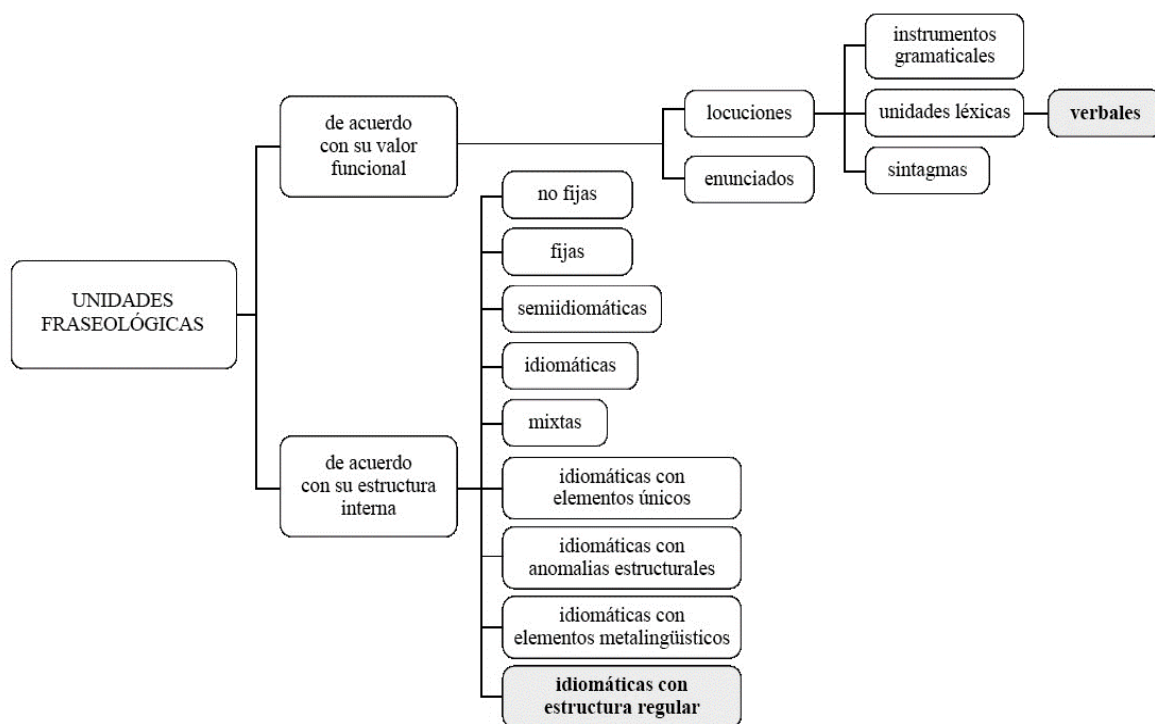 UNIDADES
FRASEOLÓGICAS
de acuerdo
con su valor
funcional
locuciones
instrumentos
gramaticales
unidades léxicas
verbales
sintagmas
enunciados
de acuerdo
con su estructura
interna
no fijas
fijas
semiidiomáticas
idiomáticas
mixtas
idiomáticas con
elementos únicos
idiomáticas con
anomalias estructurales
idiomáticas con
elementos metalingüisticos
idiomáticas con
estructura regular